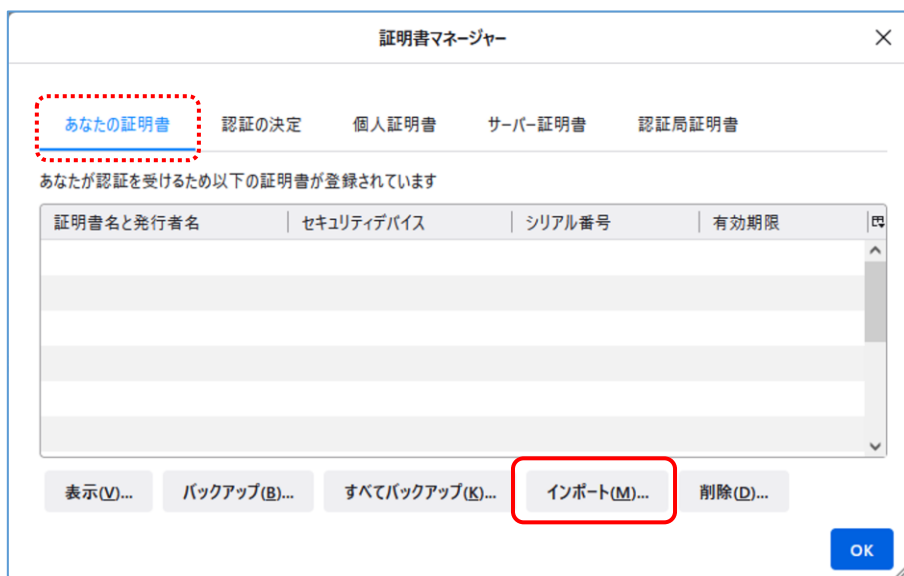 証明書マネージャー
あなたの証明書 認証の決定 個人証明書 サーバー証明書 認証局証明書
あなたが認証を受けるため以下の証明書が登録されています
証明書名と発行者名 セキュリティデバイス シリアル番号 有効期限
表示(V)... バックアップ(B)... すべてバックアップ(K)... インポート(M)... 削除(D)...
OK